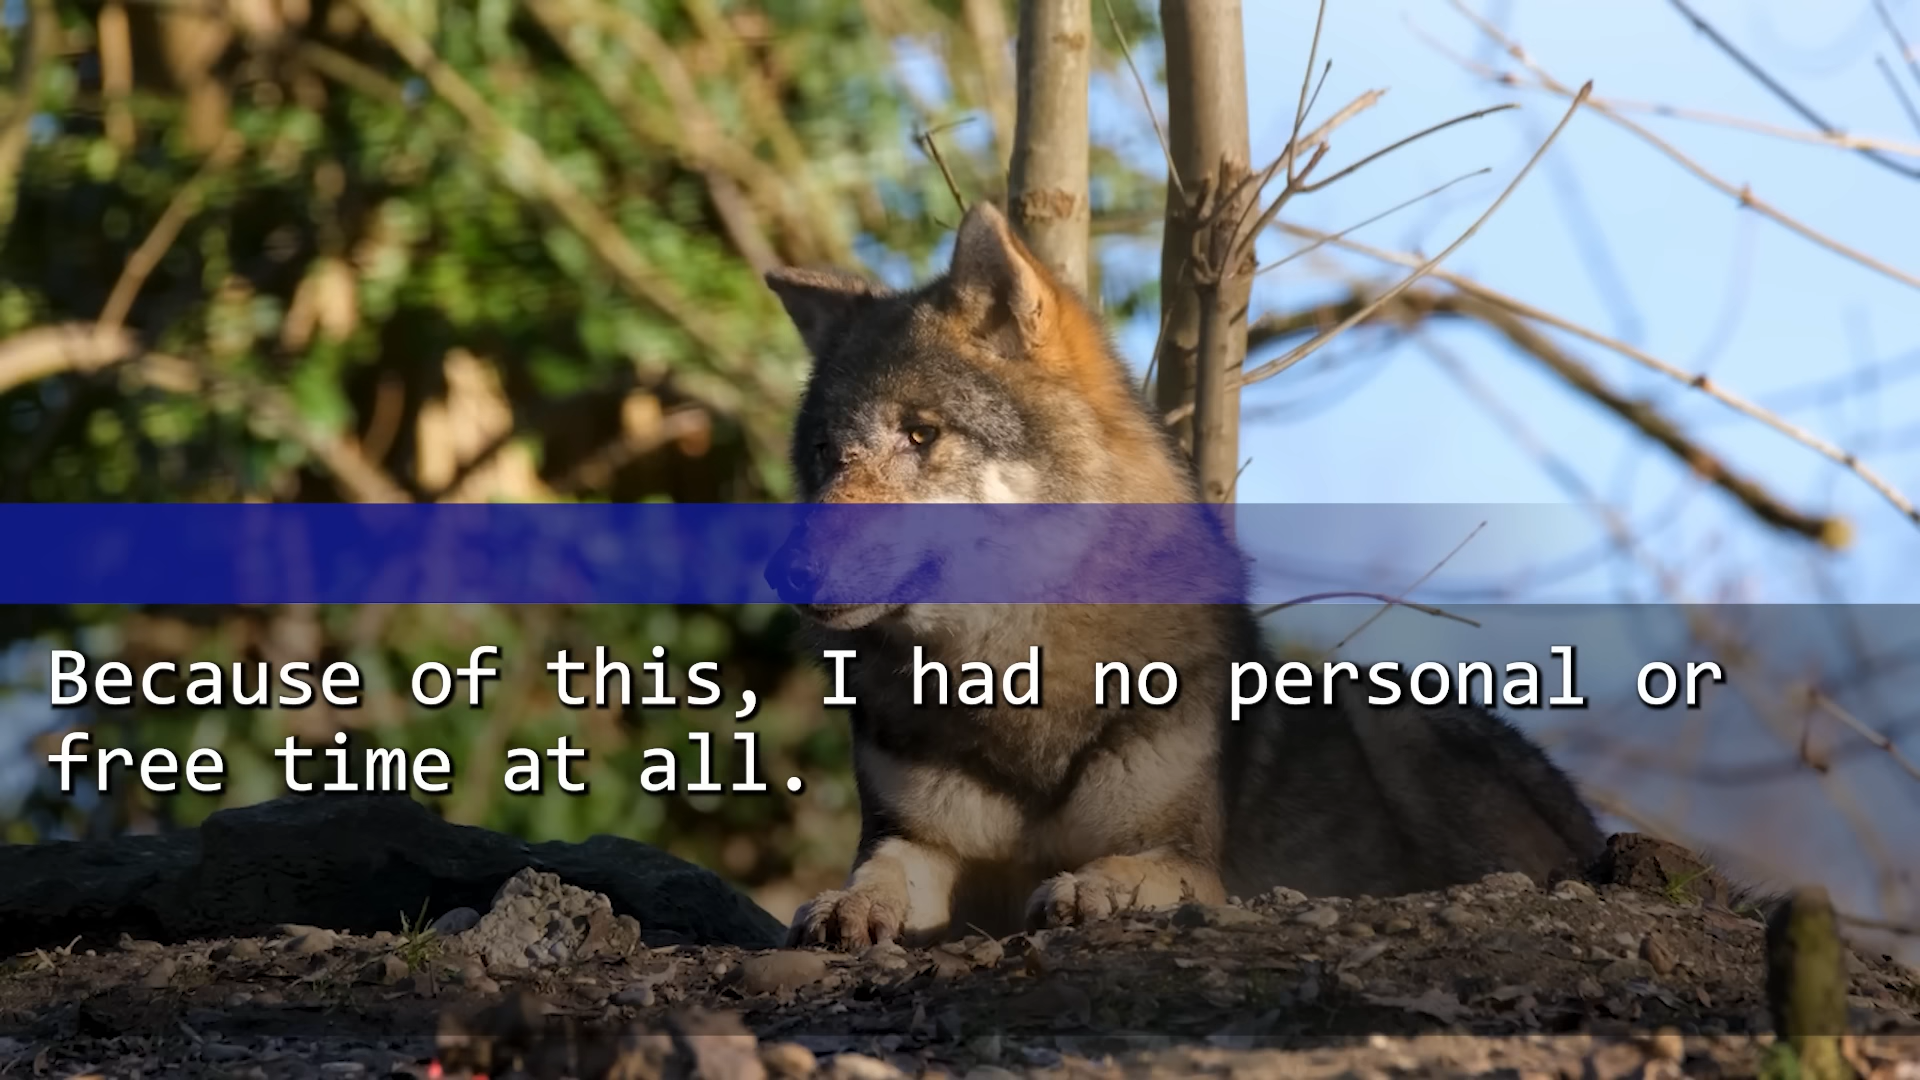 Because of this, I had no personal or
free time at all.